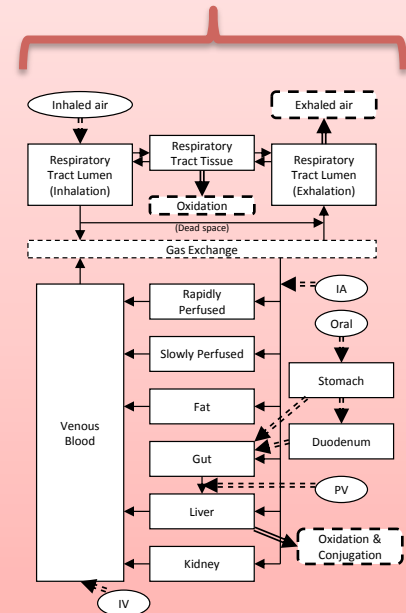 Inhaled air
Exhaled air
Respiratory
Tract Lumen
(Inhalation)
Respiratory
Tract Tissue
Respiratory
Tract Lumen
(Exhalation)
Oxidation
(Dead space)
Gas Exchange
Venous
Blood
Rapidly
Perfused
IA
Oral
Slowly Perfused
Stomach
Fat
Duodenum
Gut
PV
Liver
Oxidation &
Conjugation
Kidney
IV